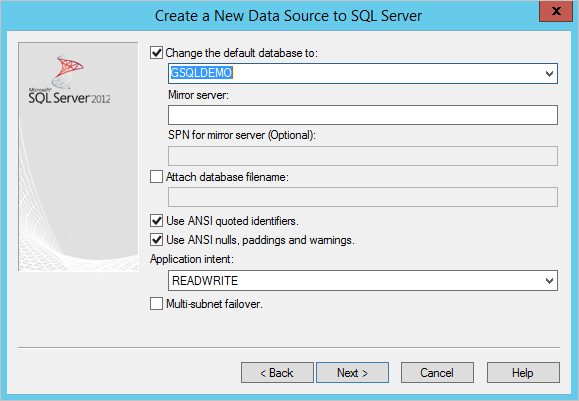 Create a New Data Source to SQL Server
x
Microsoft
SQL Server 2012
Change the default database to:
GSQLDEMO
Mirror server:
SPN for mirror server (Optional):
Attach database filename:
Use ANSI quoted identifiers.
Use ANSI nulls, paddings and warnings.
Application intent:
READWRITE
Multi-subnet failover.
< Back
Next >
Cancel
Help